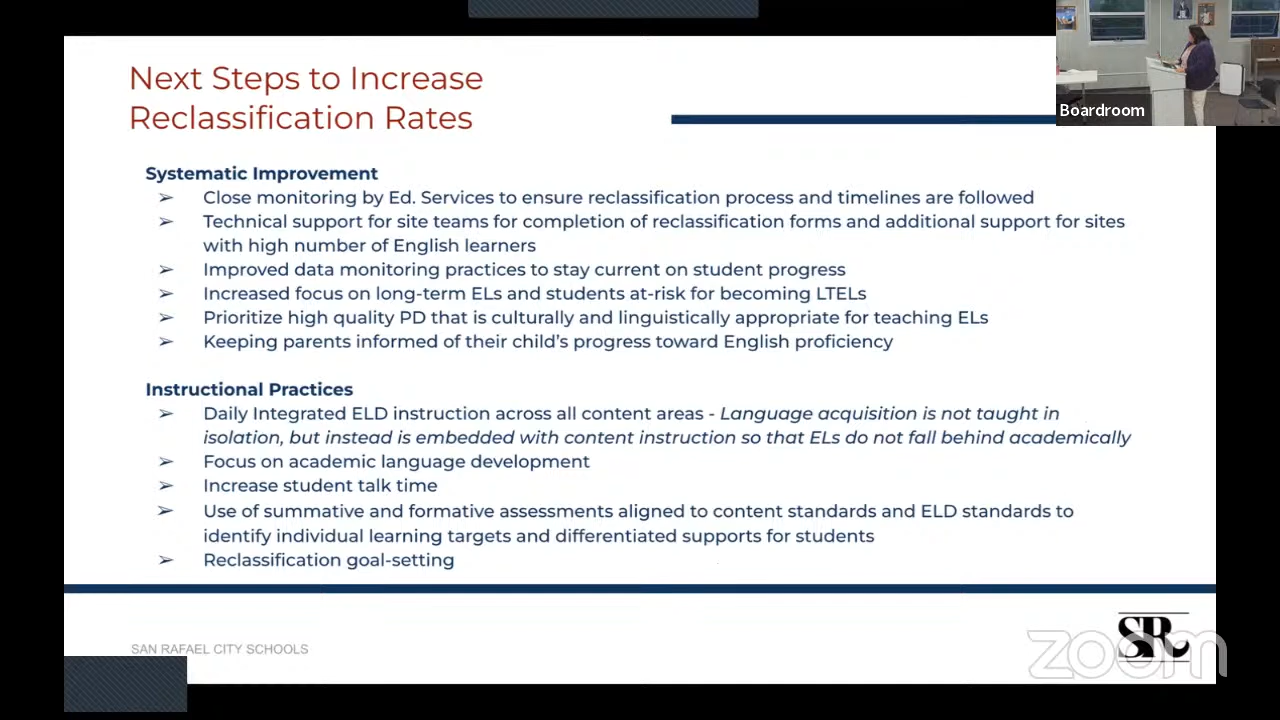 Next Steps to Increase
Reclassification Rates
Boardroom
Systematic Improvement
➢ Close monitoring by Ed. Services to ensure reclassification process and timelines are followed
➢ Technical support for site teams for completion of reclassification forms and additional support for sites
with high number of English learners
➢ Improved data monitoring practices to stay current on student progress
➢ Increased focus on long-term ELs and students at-risk for becoming LTELs
➢ Prioritize high quality PD that is culturally and linguistically appropriate for teaching ELs
➢ Keeping parents informed of their child's progress toward English proficiency
Instructional Practices
➢ Daily Integrated ELD instruction across all content areas - Language acquisition is not taught in
isolation, but instead is embedded with content instruction so that ELs do not fall behind academically
➢ Focus on academic language development
➢ Increase student talk time
➢ Use of summative and formative assessments aligned to content standards and ELD standards to
identify individual learning targets and differentiated supports for students
➢ Reclassification goal-setting
SAN RAFAEL CITY SCHOOLS
SR
zoom